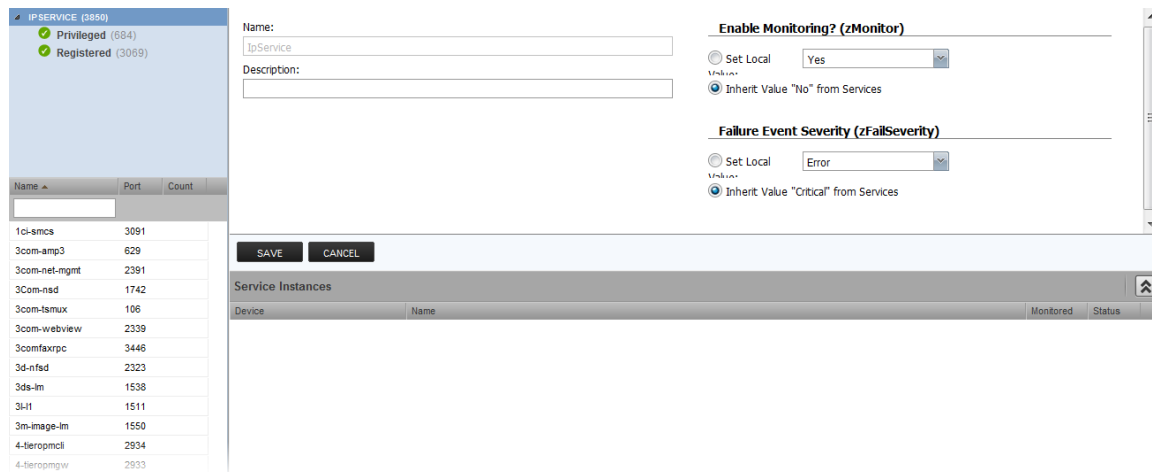 IPSERVICE (3850)
Privileged (684)
Registered (3069)
Name:
IpService
Description:
Enable Monitoring? (zMonitor)
Set Local Value:
Yes
Inherit Value "No" from Services
Failure Event Severity (zFailSeverity)
Set Local Value:
Error
Inherit Value "Critical" from Services
Name Port Count
1ci-smcs 3091
3com-amp3 629
3com-net-mgmt 2391
3Com-nsd 1742
3com-tsmux 106
3com-webview 2339
3comfaxrpc 3446
3d-nfsd 2323
3ds-lm 1538
3l-l1 1511
3m-image-lm 1550
4-tieropmcli 2934
4-tieropmgw 2933
SAVE CANCEL
Service Instances
Device Name Monitored Status